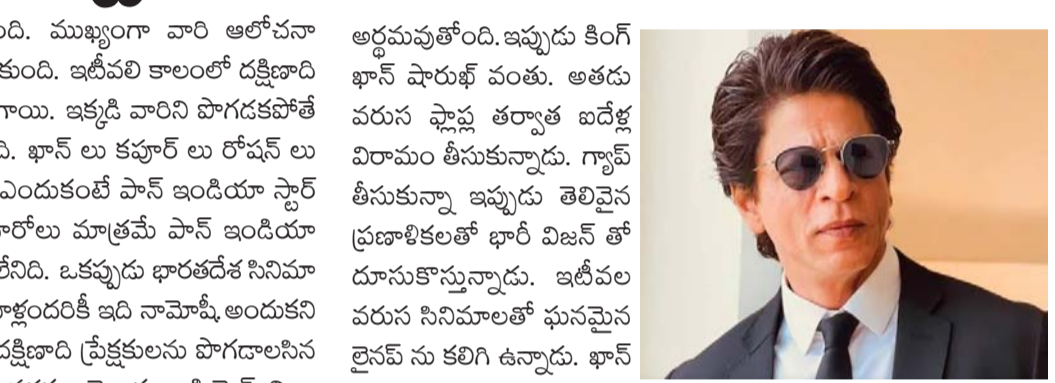 ంది. ముఖ్యంగా వారి ఆలోచనా
కుంది. ఇటీవలి కాలంలో దక్షిణాది
గాయి. ఇక్కడి వారిని పొగడకపోతే
ది. ఖాన్ లు కపూర్ లు రోషన్ లు
ఎందుకంటే పాన్ ఇండియా స్టార్
ారోలు మాత్రమే పాన్ ఇండియా
లేనిది. ఒకప్పుడు భారతదేశ సినిమా
ాళ్లందరికీ ఇది నామోషీ. అందుకని
దక్షిణాది ప్రేక్షకులను పొగడాలసిన
అర్థమవుతోంది. ఇప్పుడు కింగ్
ఖాన్ షారుఖ్ వంతు. అతడు
వరుస ఫ్లాప్ల తర్వాత ఐదేళ్ల
విరామం తీసుకున్నాడు. గ్యాప్
తీసుకున్నా ఇప్పుడు తెలివైన
ప్రణాళికలతో భారీ విజన్ తో
దూసుకొస్తున్నాడు. ఇటీవల
వరుస సినిమాలతో ఘనమైన
లైనప్ ను కలిగి ఉన్నాడు. ఖాన్